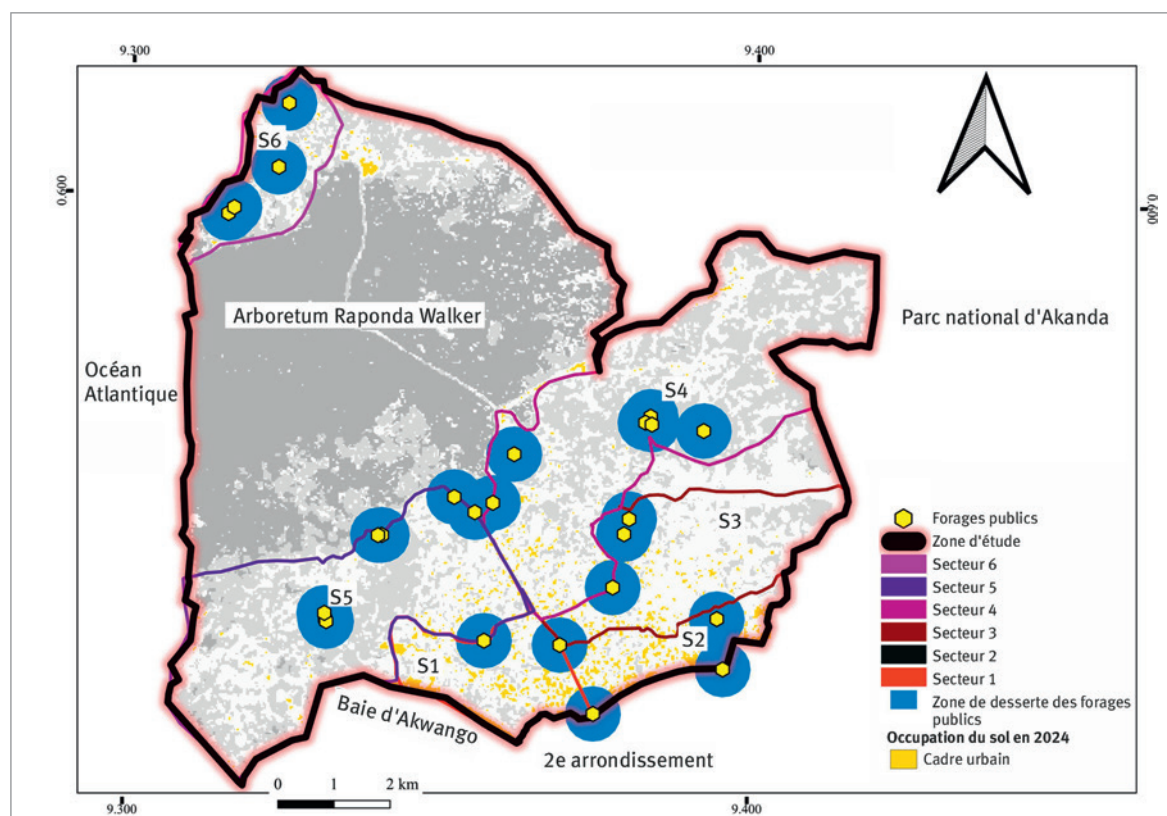 9.300
9.400
0.600
0.600
S6
Arboretum Raponda Walker
Parc national d'Akanda
Océan
Atlantique
S4
S3
S5
S2
S1
Baie d'Akwango
2e arrondissement
0 1 2 km
Forages publics
Zone d'étude
Secteur 6
Secteur 5
Secteur 4
Secteur 3
Secteur 2
Secteur 1
Zone de desserte des forages
publics
Occupation du sol en 2024
Cadre urbain
9.300
9.400